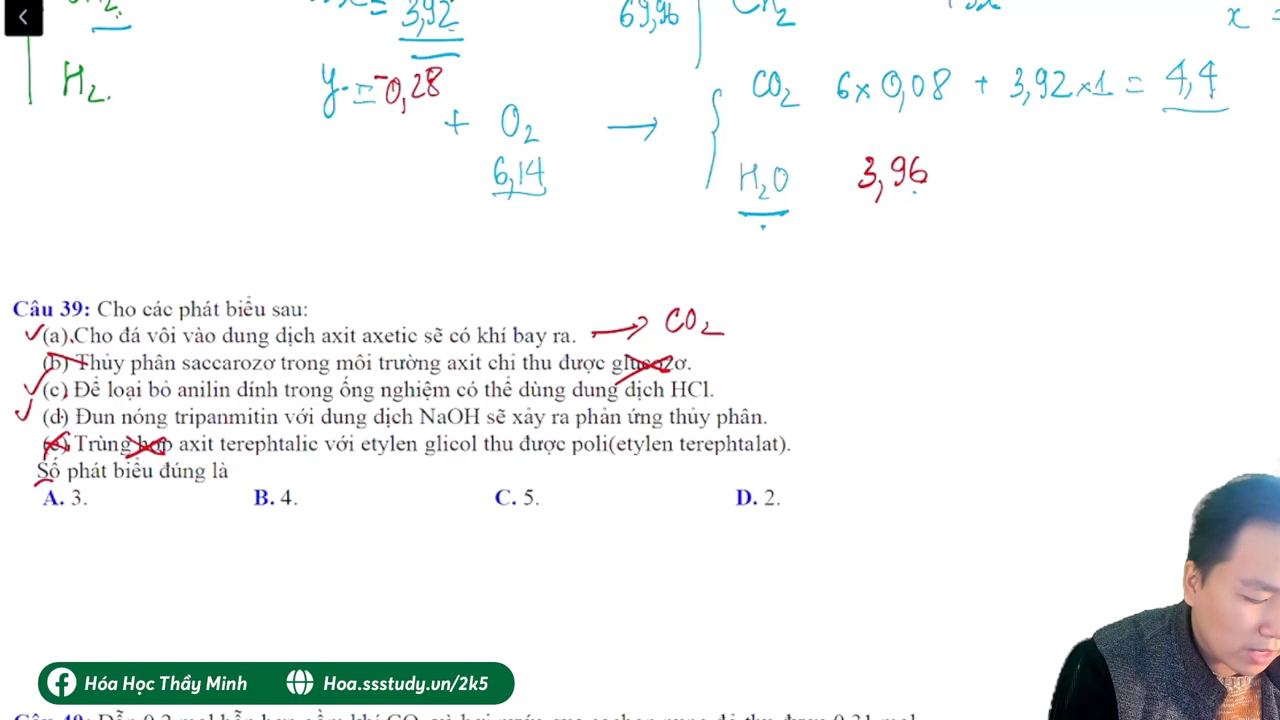 3,92
69,96
CH2
x =
H2.
y = -0,28
CO2 6×0,08 + 3,92×1 = 4,4
+ O2 →
6,14
H2O 3,96
Câu 39: Cho các phát biểu sau:
(a) Cho đá vôi vào dung dịch axit axetic sẽ có khí bay ra. → CO2
(b) Thủy phân saccarozơ trong môi trường axit chỉ thu được glucozơ.
(c) Để loại bỏ anilin dính trong ống nghiệm có thể dùng dung dịch HCl.
(d) Đun nóng tripanmitin với dung dịch NaOH sẽ xảy ra phản ứng thủy phân.
(e) Trùng hợp axit terephtalic với etylen glicol thu được poli(etylen terephtalat).
Số phát biểu đúng là
A. 3. B. 4. C. 5. D. 2.
Hóa Học Thầy Minh Hoa.ssstudy.vn/2k5